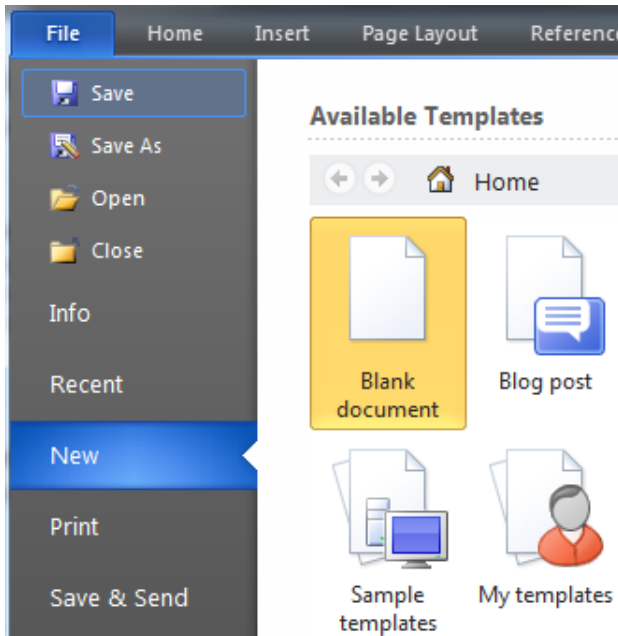 File Home Insert Page Layout
Save
Save As
Open
Close
Info
Recent
New
Print
Save & Send
Available Templates
Home
Blank
document
Blog post
Sample
templates
My templates